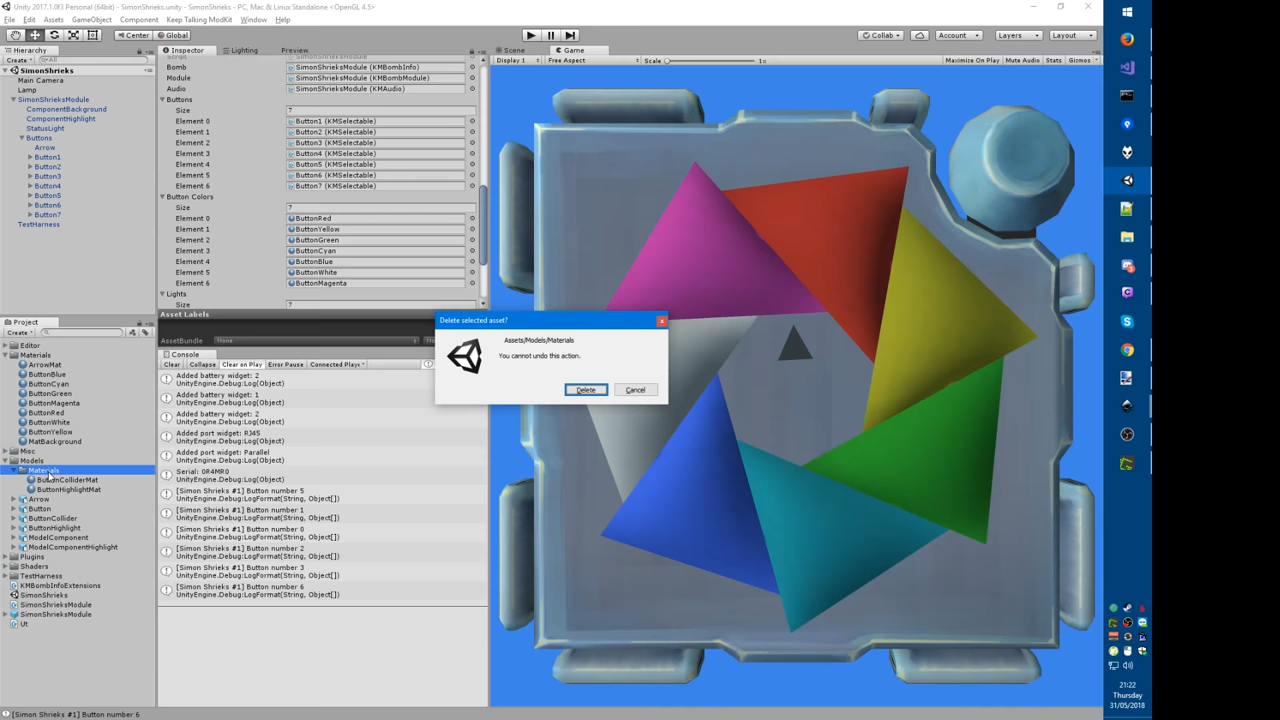 Unity 2017.1.0f3 Personal (64bit) - SimonShrieks.unity - SimonShrieks - PC, Mac & Linux Standalone <OpenGL 4.5>
File Edit Assets GameObject Component Keep Talking ModKit Window Help
Center Global Collab Account Layers Layout
Hierarchy
Create All
SimonShrieks
Main Camera
Lamp
SimonShrieksModule
ComponentBackground
ComponentHighlight
StatusLight
Buttons
Arrow
Button1
Button2
Button3
Button4
Button5
Button6
Button7
TestHarness
Project
Create
Editor
Materials
ArrowMat
ButtonBlue
ButtonCyan
ButtonGreen
ButtonMagenta
ButtonRed
ButtonWhite
ButtonYellow
MatBackground
Misc
Models
Materials
ButtonColliderMat
ButtonHighlightMat
Arrow
Button
ButtonCollider
ButtonHighlight
ModelComponent
ModelComponentHighlight
Plugins
Shaders
TestHarness
KMBombInfoExtensions
SimonShrieks
SimonShrieksModule
SimonShrieksModule
Ut
Inspector Lighting Preview
Script SimonShrieksModule
Bomb SimonShrieksModule (KMBombInfo)
Module SimonShrieksModule (KMBombModule)
Audio SimonShrieksModule (KMAudio)
Buttons
Size 7
Element 0 Button1 (KMSelectable)
Element 1 Button2 (KMSelectable)
Element 2 Button3 (KMSelectable)
Element 3 Button4 (KMSelectable)
Element 4 Button5 (KMSelectable)
Element 5 Button6 (KMSelectable)
Element 6 Button7 (KMSelectable)
Button Colors
Size 7
Element 0 ButtonRed
Element 1 ButtonYellow
Element 2 ButtonGreen
Element 3 ButtonCyan
Element 4 ButtonBlue
Element 5 ButtonWhite
Element 6 ButtonMagenta
Lights
Size 7
Asset Labels
AssetBundle None
Console
Clear Collapse Clear on Play Error Pause Connected Player
Added battery widget: 2
UnityEngine.Debug:Log(Object)
Added battery widget: 1
UnityEngine.Debug:Log(Object)
Added battery widget: 2
UnityEngine.Debug:Log(Object)
Added port widget: RJ45
UnityEngine.Debug:Log(Object)
Added port widget: Parallel
UnityEngine.Debug:Log(Object)
Serial: 0R4MR0
UnityEngine.Debug:Log(Object)
[Simon Shrieks #1] Button number 5
UnityEngine.Debug:LogFormat(String, Object[])
[Simon Shrieks #1] Button number 1
UnityEngine.Debug:LogFormat(String, Object[])
[Simon Shrieks #1] Button number 0
UnityEngine.Debug:LogFormat(String, Object[])
[Simon Shrieks #1] Button number 2
UnityEngine.Debug:LogFormat(String, Object[])
[Simon Shrieks #1] Button number 3
UnityEngine.Debug:LogFormat(String, Object[])
[Simon Shrieks #1] Button number 6
UnityEngine.Debug:LogFormat(String, Object[])
Scene Game
Display 1 Free Aspect Scale 1x Maximize On Play Mute Audio Stats Gizmos
Delete selected asset?
Assets/Models/Materials
You cannot undo this action.
Delete Cancel
[Simon Shrieks #1] Button number 6
21:22
Thursday
31/05/2018